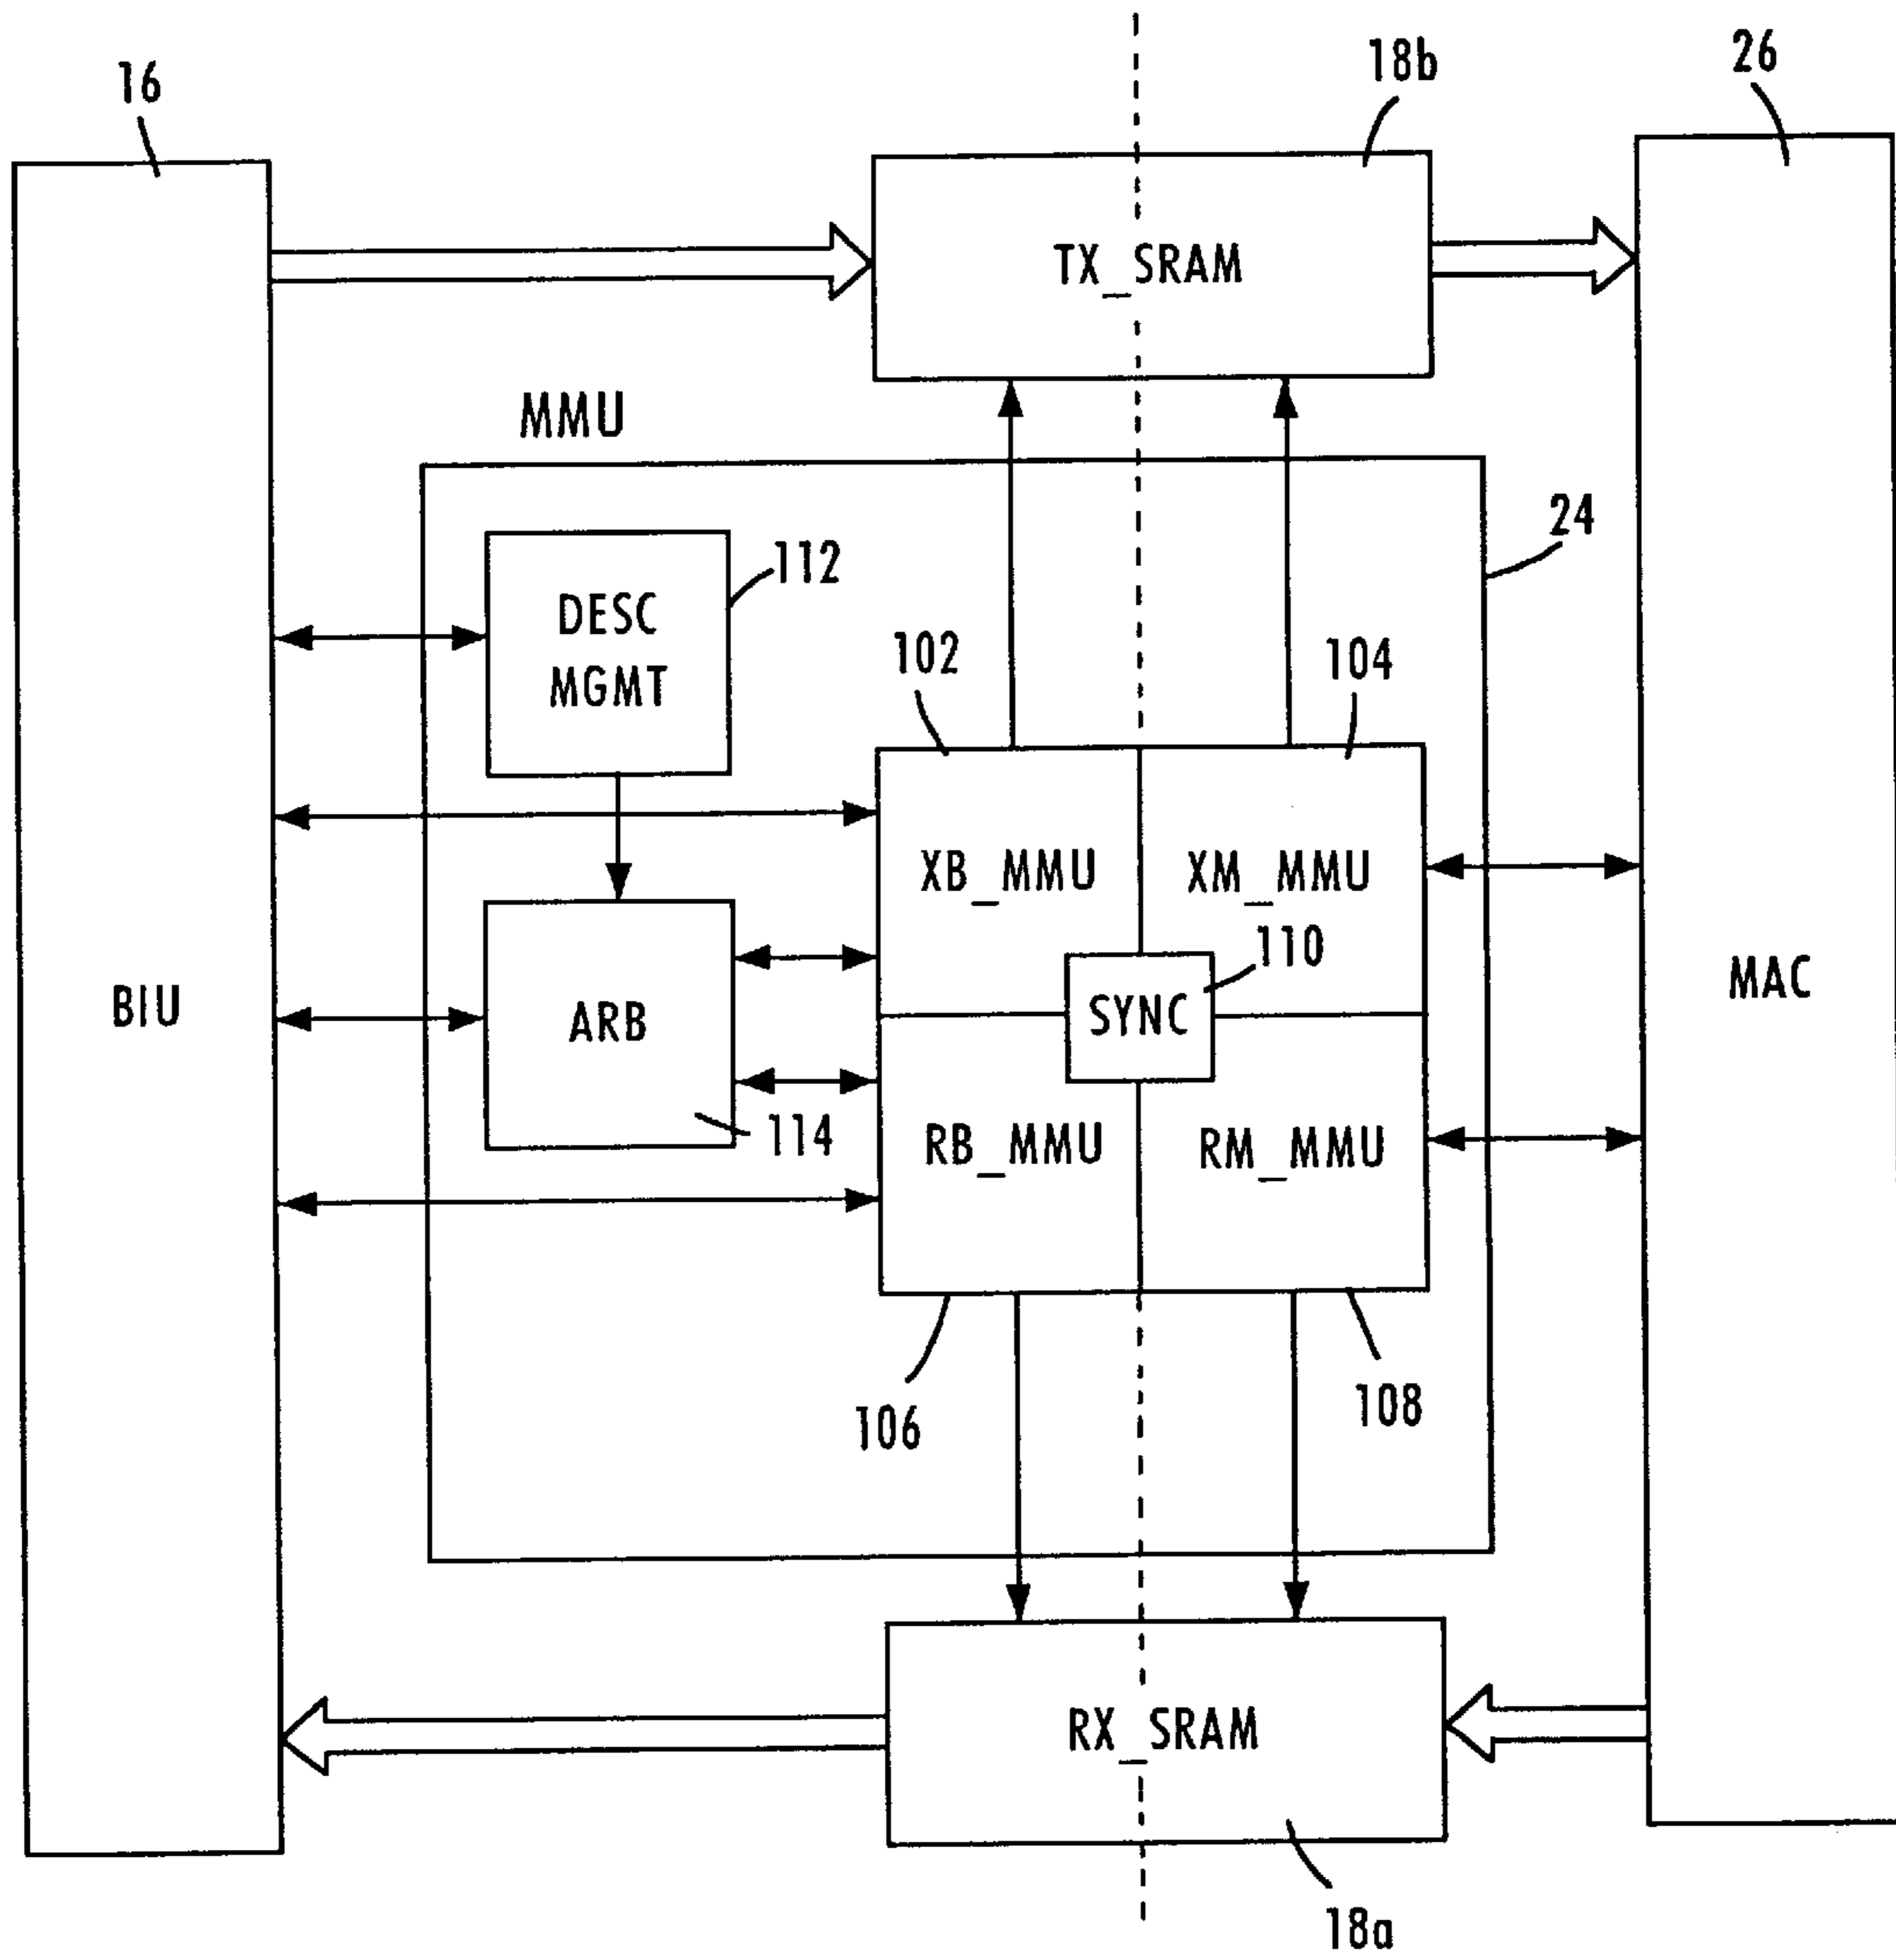 16
18b
26
TX_SRAM
MMU
24
112
DESC
MGMT
102
104
XB_MMU
XM_MMU
110
BIU
ARB
SYNC
MAC
114
RB_MMU
RM_MMU
106
108
RX_SRAM
18a